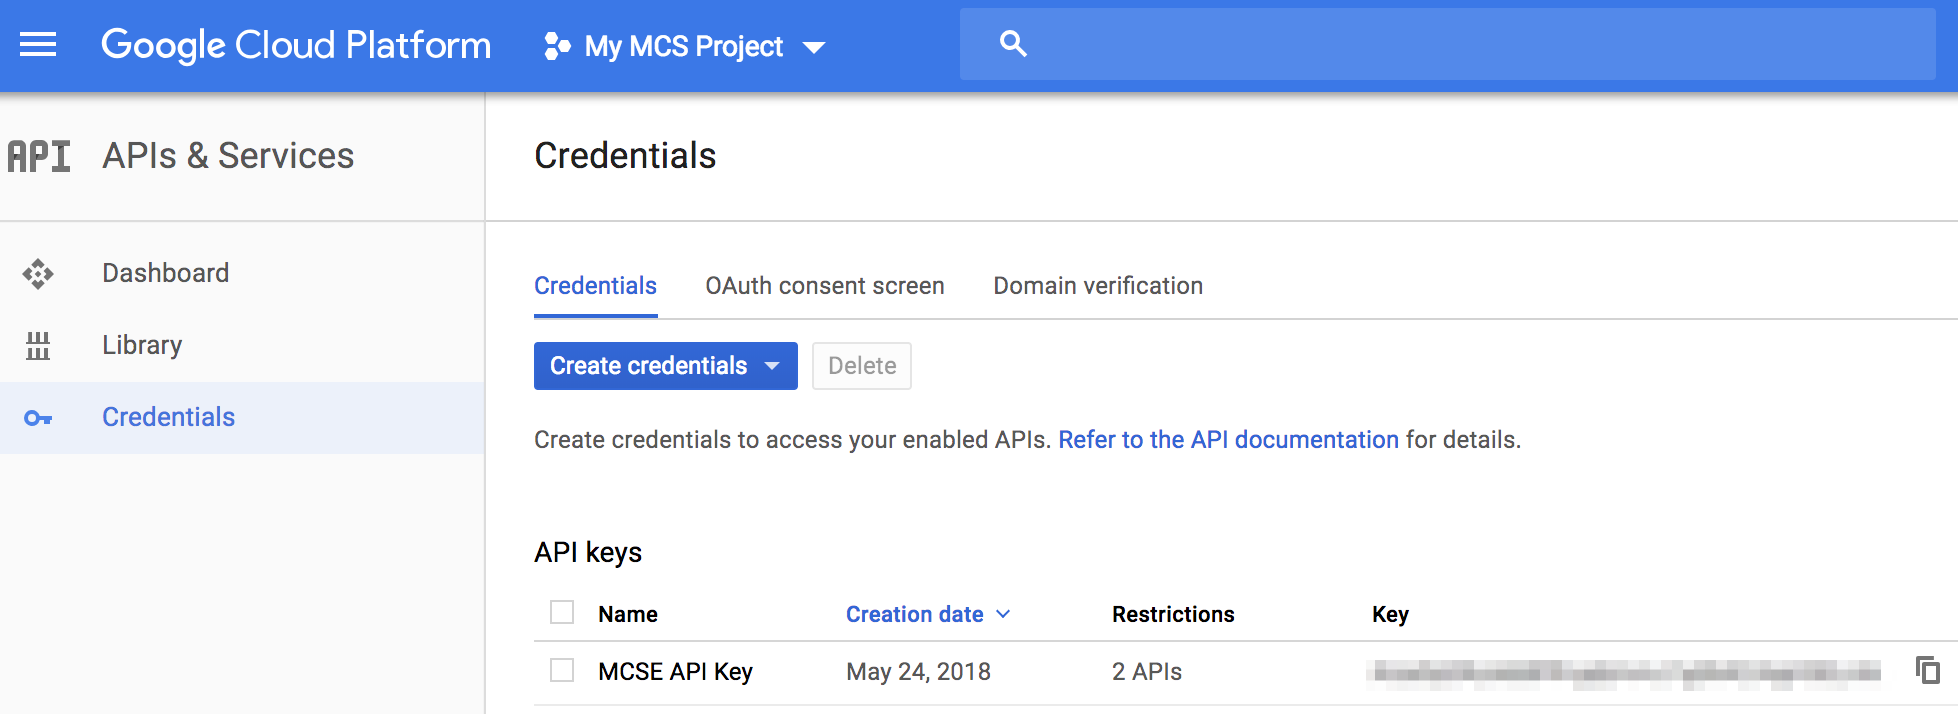 Google Cloud Platform My MCS Project
API APIs & Services
Credentials
Dashboard
Library
Credentials
Credentials OAuth consent screen Domain verification
Create credentials Delete
Create credentials to access your enabled APIs. Refer to the API documentation for details.
API keys
Name Creation date Restrictions Key
MCSE API Key May 24, 2018 2 APIs